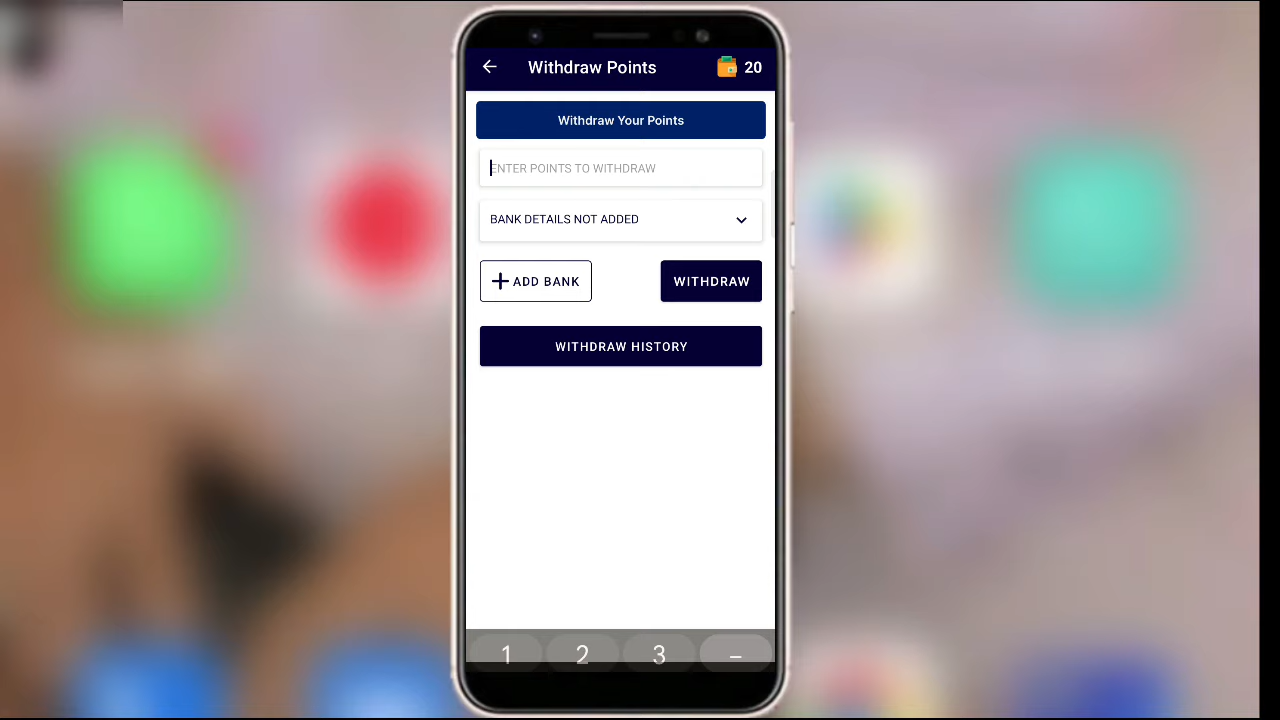 Withdraw Points
20
Withdraw Your Points
ENTER POINTS TO WITHDRAW
BANK DETAILS NOT ADDED
ADD BANK
WITHDRAW
WITHDRAW HISTORY
1 2 3 –